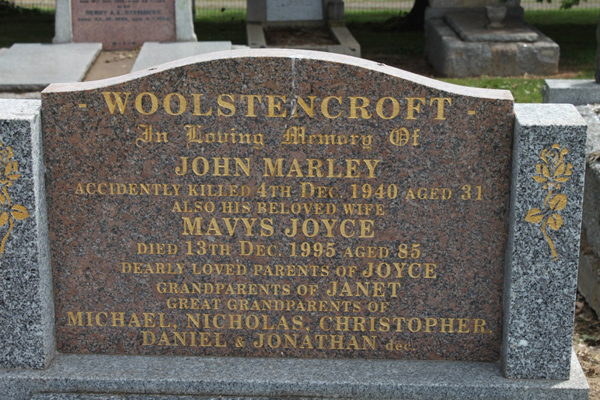 - WOOLSTENCROFT -
In Loving Memory Of
JOHN MARLEY
ACCIDENTLY KILLED 4TH DEC. 1940 AGED 31
ALSO HIS BELOVED WIFE
MAVYS JOYCE
DIED 13TH DEC. 1995 AGED 85
DEARLY LOVED PARENTS OF JOYCE
GRANDPARENTS OF JANET
GREAT GRANDPARENTS OF
MICHAEL, NICHOLAS, CHRISTOPHER,
DANIEL & JONATHAN dec.